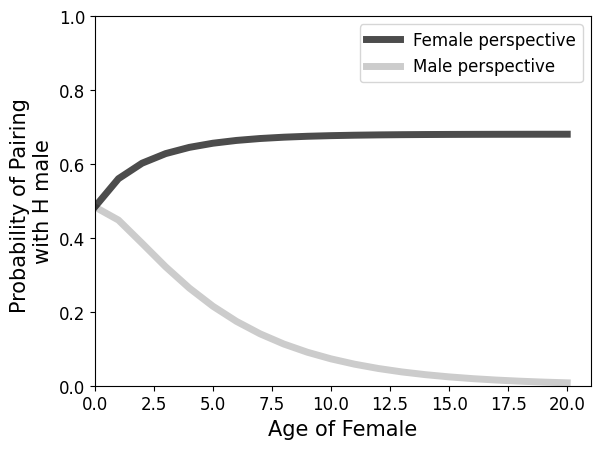 1.0
0.8
0.6
0.4
0.2
0.0
Probability of Pairing
with H male
Female perspective
Male perspective
0.0 2.5 5.0 7.5 10.0 12.5 15.0 17.5 20.0
Age of Female